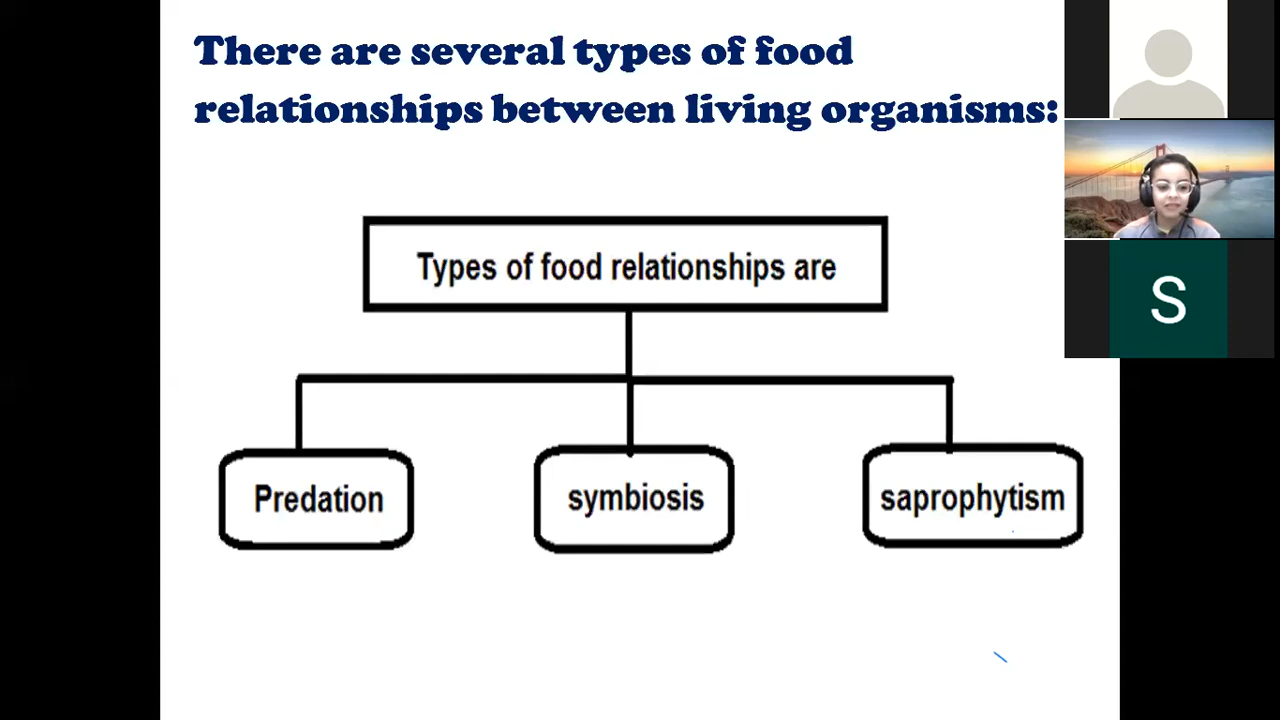 There are several types of food
relationships between living organisms:
Types of food relationships are
Predation
symbiosis
saprophytism
S